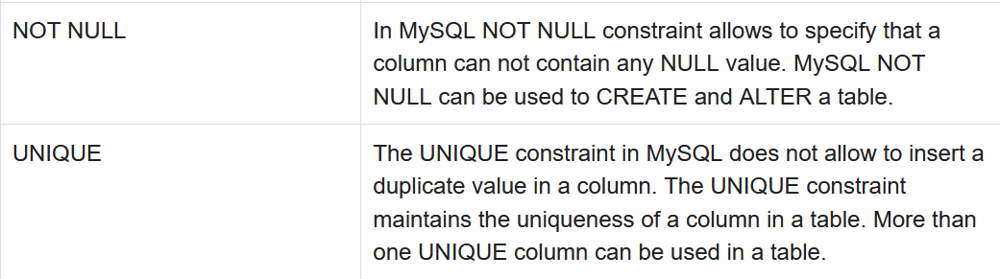 NOT NULL
In MySQL NOT NULL constraint allows to specify that a
column can not contain any NULL value. MySQL NOT
NULL can be used to CREATE and ALTER a table.
UNIQUE
The UNIQUE constraint in MySQL does not allow to insert a
duplicate value in a column. The UNIQUE constraint
maintains the uniqueness of a column in a table. More than
one UNIQUE column can be used in a table.